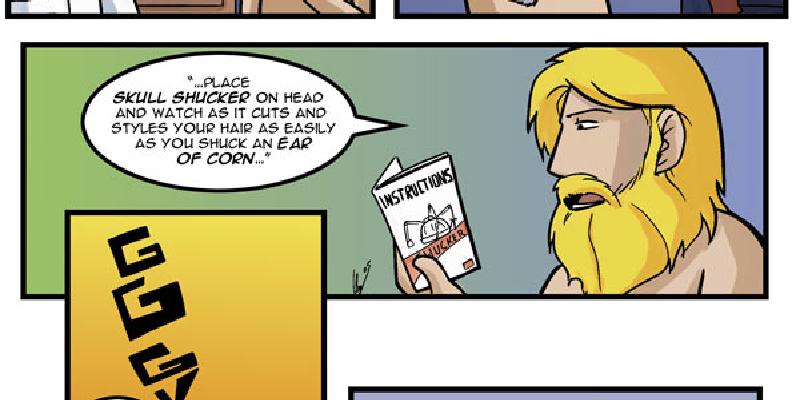 "...PLACE
SKULL SHUCKER ON HEAD
AND WATCH AS IT CUTS AND
STYLES YOUR HAIR AS EASILY
AS YOU SHUCK AN EAR
OF CORN..."
INSTRUCTIONS
SHUCKER
G
G
G